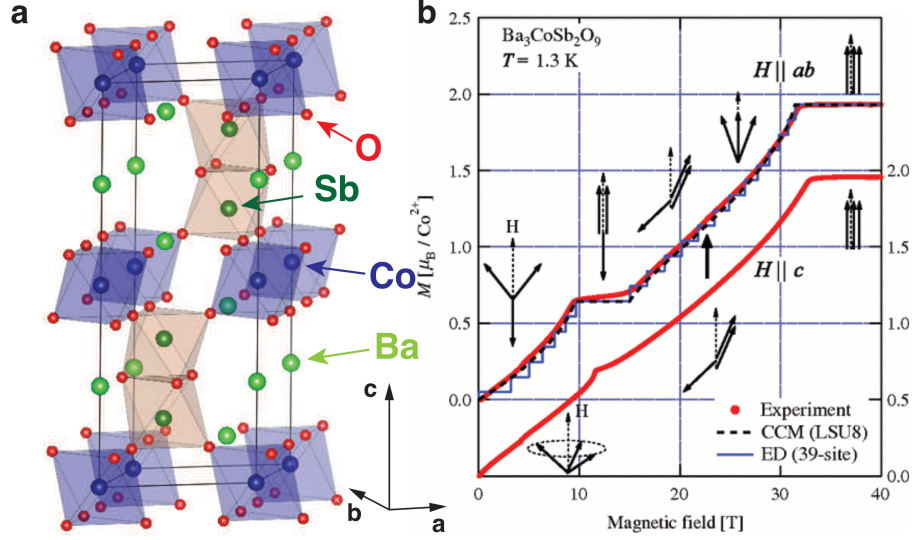 a
O
Sb
Co
Ba
c
b
a
b
Ba₃CoSb₂O₉
T = 1.3 K
H || ab
H || c
H
H
M [μB / Co²⁺]
2.5
2.0
1.5
1.0
0.5
0.0
2.0
1.5
1.0
0.5
0.0
Experiment
CCM (LSU8)
ED (39-site)
0
10
20
30
40
Magnetic field [T]